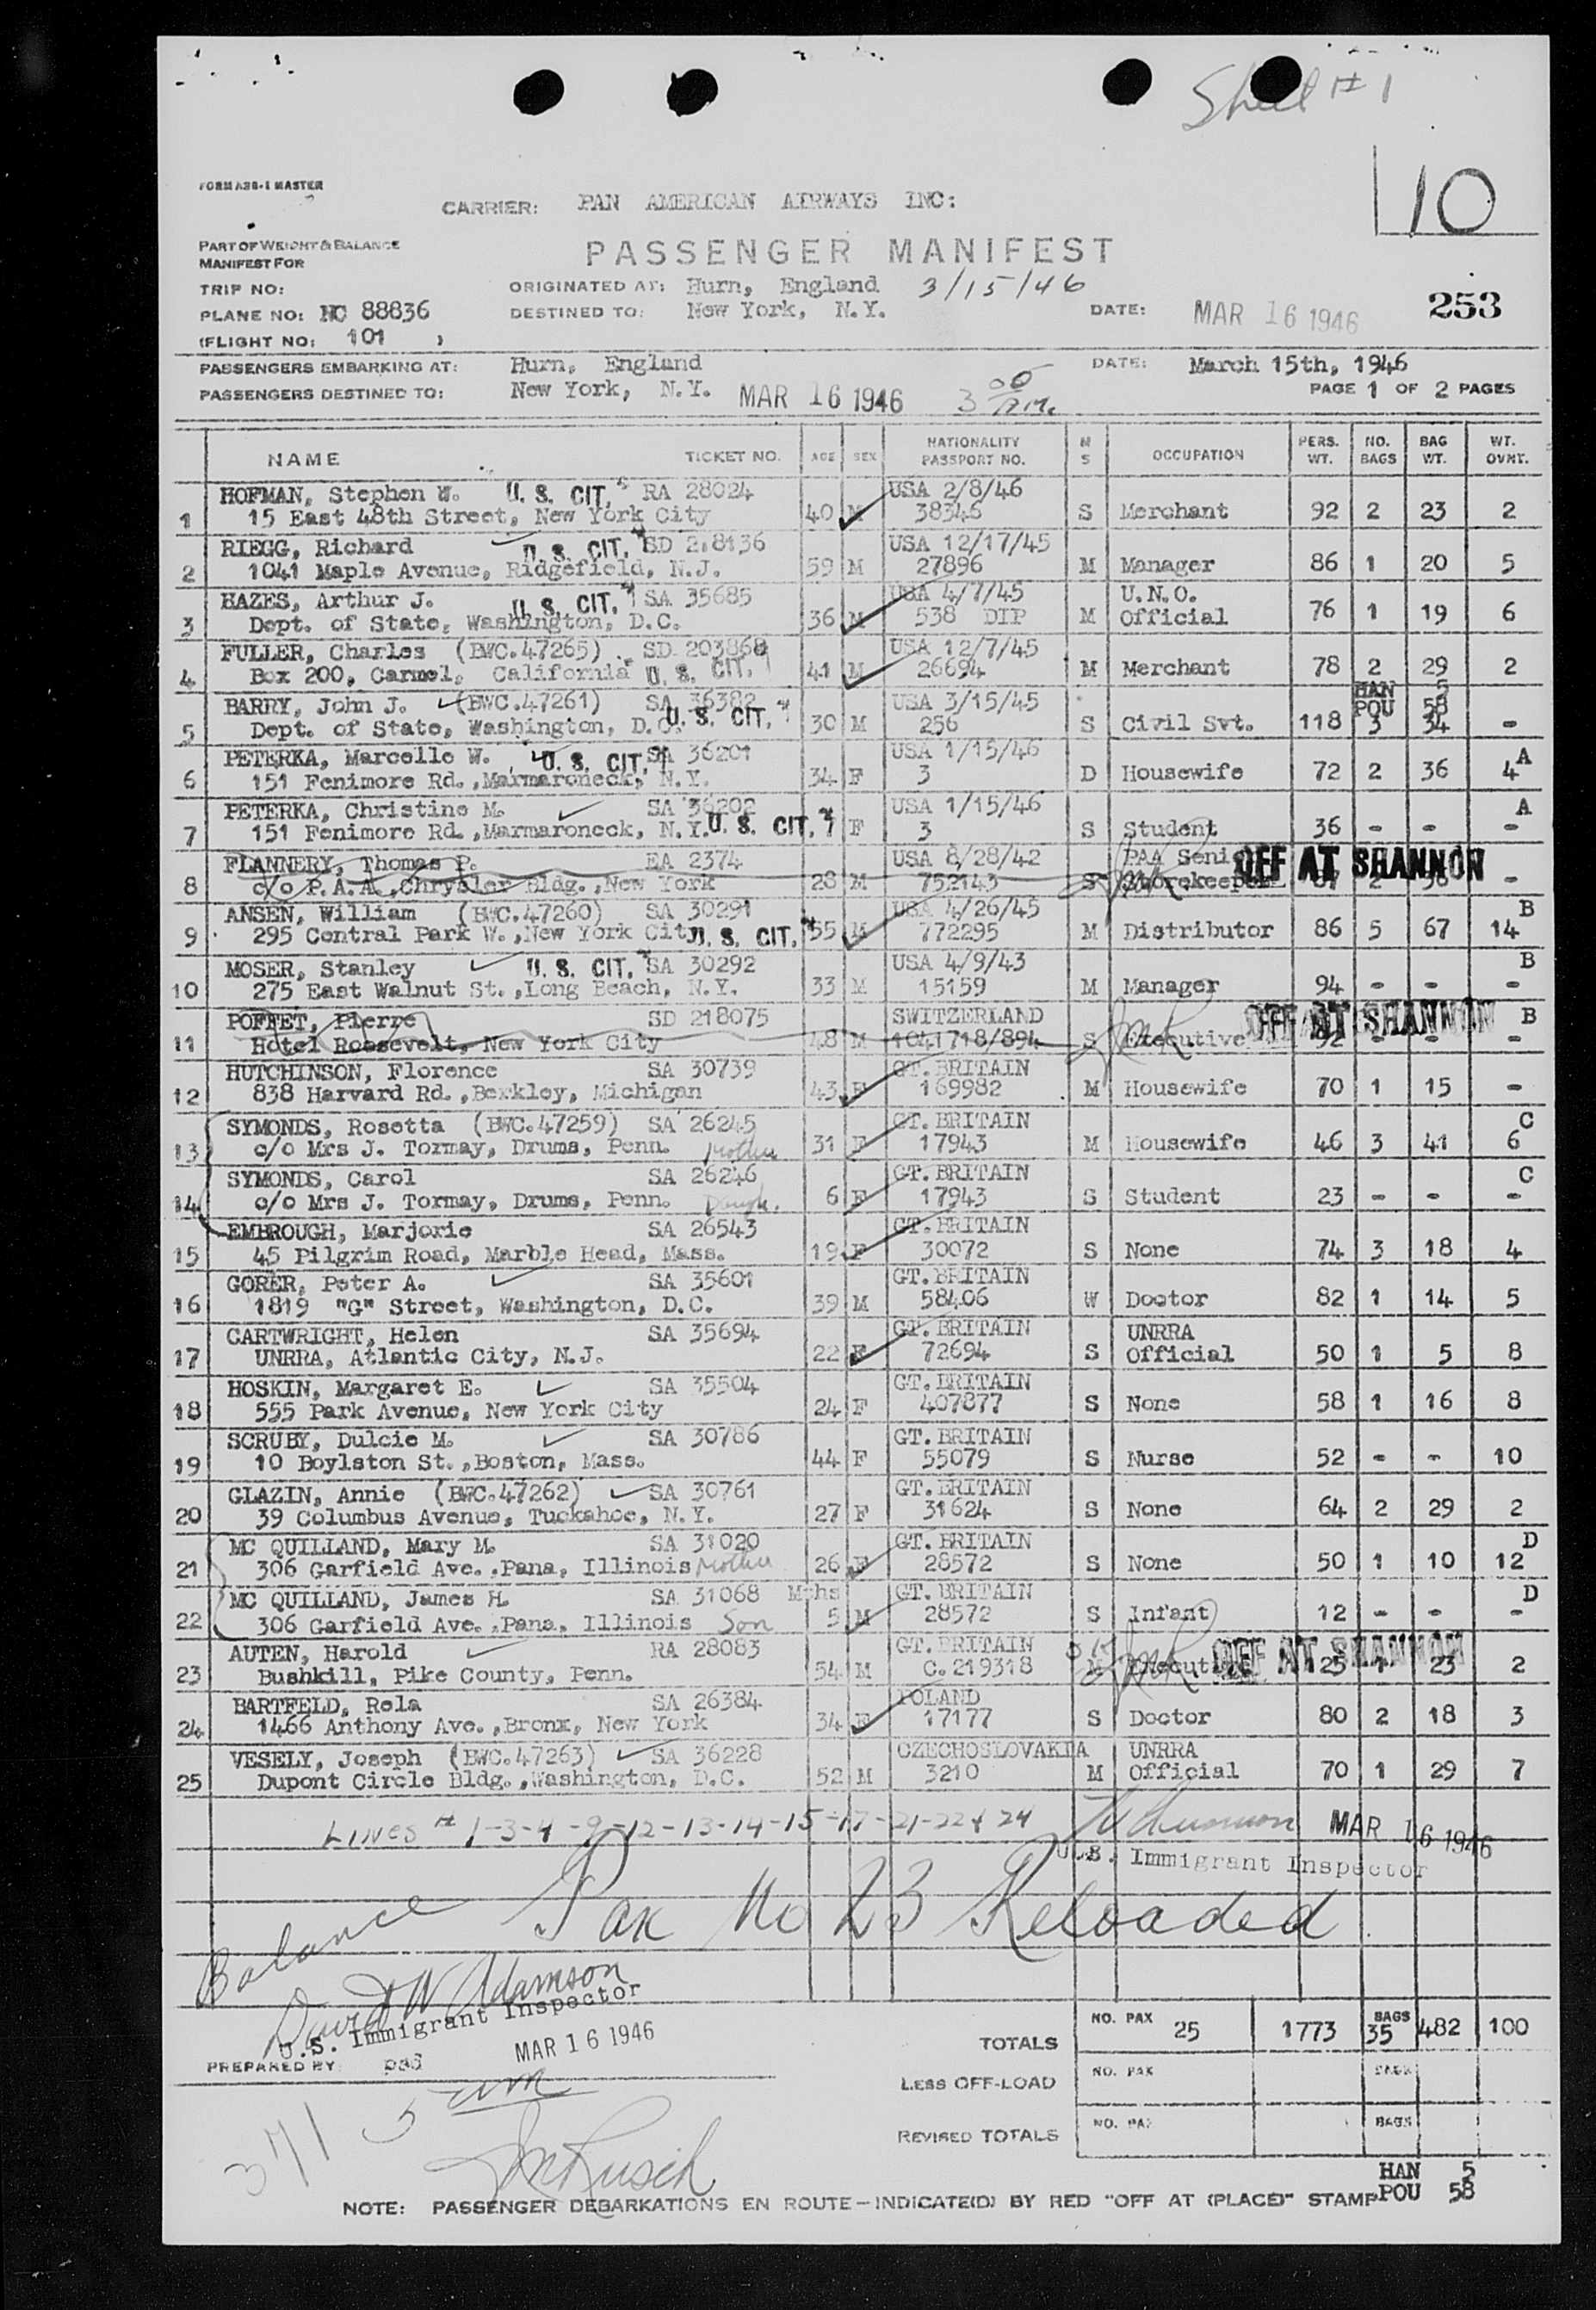 Sheet # 1
10
FORM A38-1 MASTER
CARRIER: PAN AMERICAN AIRWAYS INC:
PART OF WEIGHT & BALANCE
MANIFEST FOR
PASSENGER MANIFEST
TRIP NO:
ORIGINATED AT: Hurn, England 3/15/46
PLANE NO: NC 88836
DESTINED TO: New York, N.Y.
DATE: MAR 16 1946 253
(FLIGHT NO: 101 )
PASSENGERS EMBARKING AT: Hurn, England DATE: March 15th, 1946
PASSENGERS DESTINED TO: New York, N.Y. MAR 16 1946 PAGE 1 OF 2 PAGES
NAME TICKET NO. AGE SEX NATIONALITY PASSPORT NO. M S OCCUPATION PERS. WT. NO. BAGS BAG WT. WT. OVHT.
HOFMAN, Stephen W. U. S. CIT. RA 28024 USA 2/8/46
1 15 East 48th Street, New York City 40 M 38346 S Merchant 92 2 23 2
RIEGG, Richard U. S. CIT. SD 2.8136 USA 12/17/45
2 1041 Maple Avenue, Ridgefield, N.J. 59 M 27896 M Manager 86 1 20 5
HAZES, Arthur J. U. S. CIT. SA 35685 USA 4/7/45 U.N.O.
3 Dept. of State, Washington, D.C. 36 M 538 DIP M Official 76 1 19 6
FULLER, Charles (BWC.47265) SD 203868 USA 12/7/45
4 Box 200, Carmel, California U. S. CIT. 41 M 26694 M Merchant 78 2 29 2
BARRY, John J. (BWC.47261) SA 36382 USA 3/15/45 HAN 5 POU 58
5 Dept. of State, Washington, D.C. U. S. CIT. 30 M 256 S Civil Svt. 118 3 34 -
PETERKA, Marcelle W. U. S. CIT. SA 36201 USA 1/15/46 A
6 151 Fenimore Rd.,Marmaroneck, N.Y. 34 F 3 D Housewife 72 2 36 4
PETERKA, Christine M. SA 36202 USA 1/15/46 A
7 151 Fenimore Rd.,Marmaroneck, N.Y. U. S. CIT. 7 F 3 S Student 36 - - -
FLANNERY, Thomas P. EA 2374 USA 8/28/42 PAA Seni OFF AT SHANNON
8 c/o P.A.A.,Chrysler Bldg.,New York 28 M 752143 S Storekeeper 2 -
ANSEN, William (BWC.47260) SA 30291 USA 4/26/45 B
9 295 Central Park W.,New York City U. S. CIT. 55 M 772295 M Distributor 86 5 67 14
MOSER, Stanley U. S. CIT. SA 30292 USA 4/9/43 B
10 275 East Walnut St.,Long Beach, N.Y. 33 M 15159 M Manager 94 - - -
POFFET, Pierre SD 218075 SWITZERLAND OFF AT SHANNON B
11 Hotel Roosevelt, New York City 48 M 1041718/894 S Executive 92 - - -
HUTCHINSON, Florence SA 30739 GT. BRITAIN
12 838 Harvard Rd.,Berkley, Michigan 43 F 169982 M Housewife 70 1 15 -
SYMONDS, Rosetta (BWC.47259) SA 26245 GT. BRITAIN C
13 c/o Mrs J. Tormay, Drums, Penn. Mother 31 F 17943 M Housewife 46 3 41 6
SYMONDS, Carol SA 26246 GT. BRITAIN C
14 c/o Mrs J. Tormay, Drums, Penn. Daugh. 6 F 17943 S Student 23 - - -
EMBROUGH, Marjorie SA 26543 GT. BRITAIN
15 45 Pilgrim Road, Marble Head, Mass. 19 F 30072 S None 74 3 18 4
GORER, Peter A. SA 35601 GT. BRITAIN
16 1819 "G" Street, Washington, D.C. 39 M 58406 W Doctor 82 1 14 5
CARTWRIGHT, Helen SA 35694 GT. BRITAIN UNRRA
17 UNRRA, Atlantic City, N.J. 22 F 72694 S Official 50 1 5 8
HOSKIN, Margaret E. SA 35504 GT. BRITAIN
18 555 Park Avenue, New York City 24 F 407877 S None 58 1 16 8
SCRUBY, Dulcie M. SA 30786 GT. BRITAIN
19 10 Boylston St.,Boston, Mass. 44 F 55079 S Nurse 52 - - 10
GLAZIN, Annie (BWC.47262) SA 30761 GT. BRITAIN
20 39 Columbus Avenue, Tuckahoe, N.Y. 27 F 31624 S None 64 2 29 2
MC QUILLAND, Mary M. SA 31020 GT. BRITAIN D
21 306 Garfield Ave.,Pana, Illinois Mother 26 F 28572 S None 50 1 10 12
MC QUILLAND, James H. SA 31068 Mths GT. BRITAIN D
22 306 Garfield Ave.,Pana, Illinois Son 5 M 28572 S Infant 12 - - -
AUTEN, Harold RA 28083 GT. BRITAIN OFF AT SHANNON
23 Bushkill, Pike County, Penn. 54 M C.219318 M Executive 25 1 23 2
BARTFELD, Rela SA 26384 POLAND
24 1466 Anthony Ave.,Bronx, New York 34 F 17177 S Doctor 80 2 18 3
VESELY, Joseph (BWC.47263) SA 36228 CZECHOSLOVAKIA UNRRA
25 Dupont Circle Bldg.,Washington, D.C. 52 M 3210 M Official 70 1 29 7
LINES # 1-3-4-9-12-13-14-15-17-21-22 & 24 MAR 16 1946
U.S. Immigrant Inspector
Pax No 23 Reloaded
Balance
David W Adamson
U.S. Immigrant Inspector
MAR 16 1946
PREPARED BY: pad
TOTALS NO. PAX 25 1773 BAGS 35 482 100
LESS OFF-LOAD NO. PAX BAGS
REVISED TOTALS NO. PAX BAGS
371
HAN 5
POU 58
NOTE: PASSENGER DEBARKATIONS EN ROUTE — INDICATE(D) BY RED "OFF AT (PLACE)" STAMP